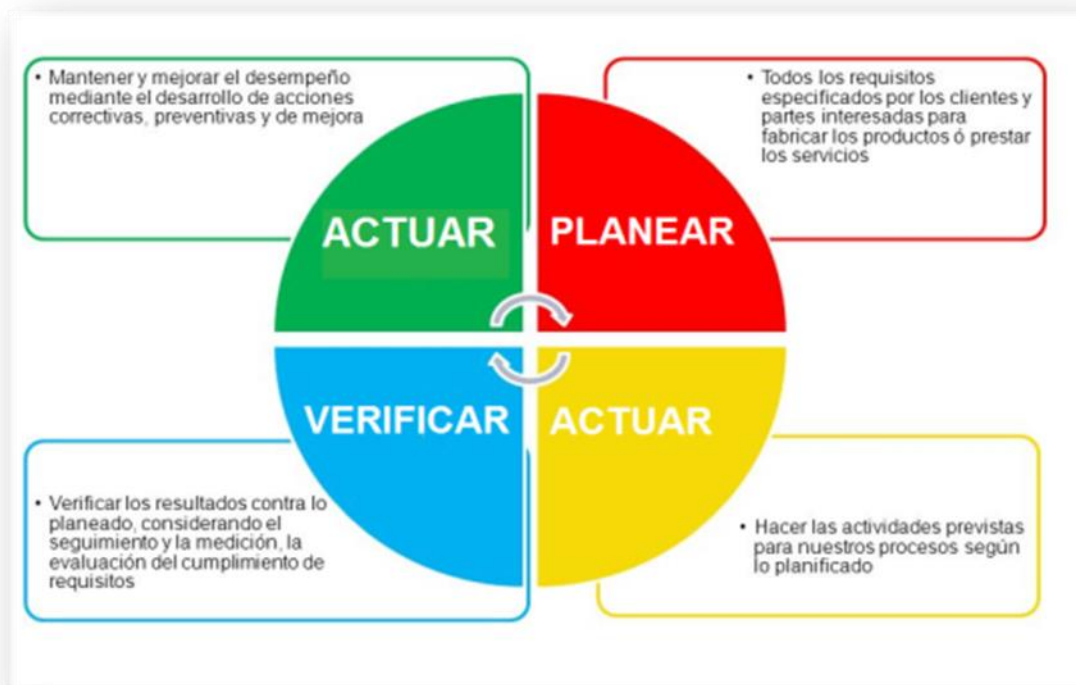 • Mantener y mejorar el desempeño
mediante el desarrollo de acciones
correctivas, preventivas y de mejora
• Todos los requisitos
especificados por los clientes y
partes interesadas para
fabricar los productos ó prestar
los servicios
ACTUAR
PLANEAR
VERIFICAR
ACTUAR
• Verificar los resultados contra lo
planeado, considerando el
seguimiento y la medición, la
evaluación del cumplimiento de
requisitos
• Hacer las actividades previstas
para nuestros procesos según
lo planificado